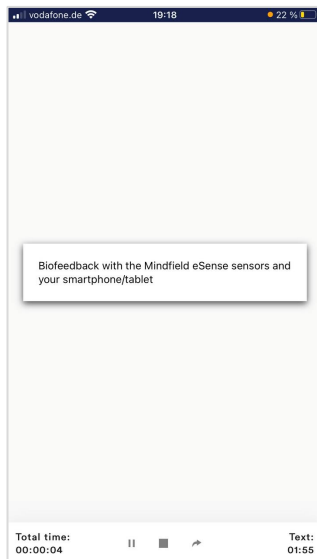 vodafone.de 19:18 22 %
Biofeedback with the Mindfield eSense sensors and
your smartphone/tablet
Total time: Text:
00:00:04 01:55